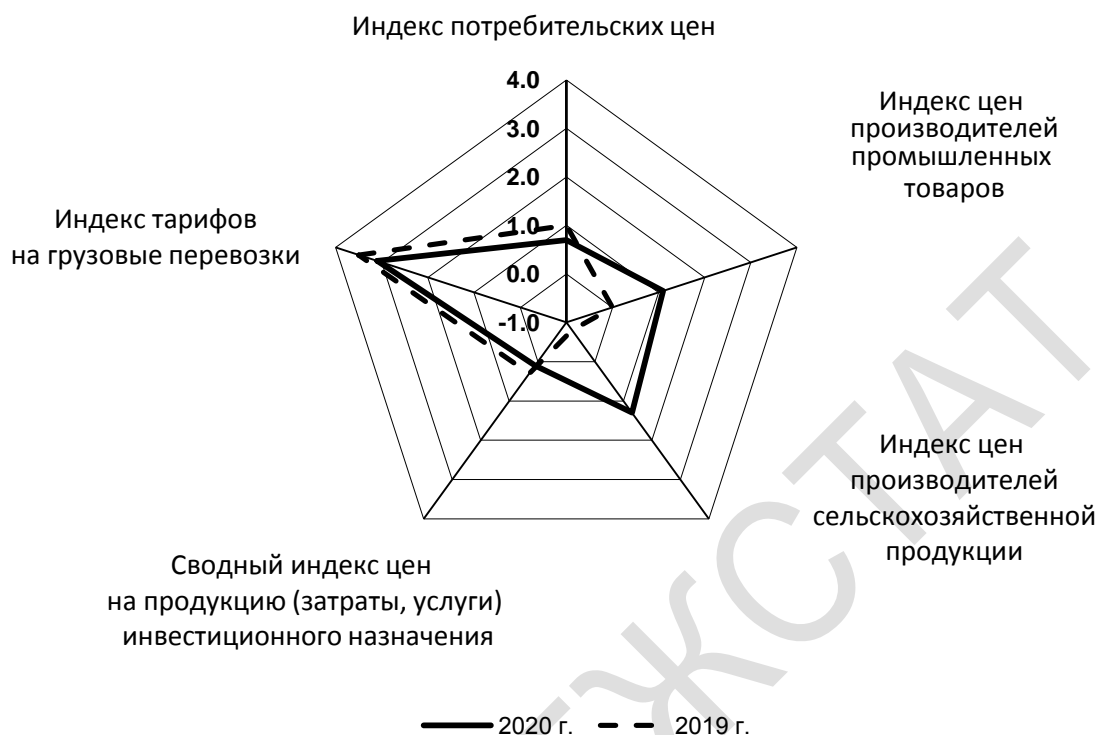 Индекс потребительских цен
4.0
3.0
2.0
1.0
0.0
-1.0
Индекс цен
производителей
промышленных
товаров
Индекс цен
производителей
сельскохозяйственной
продукции
Сводный индекс цен
на продукцию (затраты, услуги)
инвестиционного назначения
Индекс тарифов
на грузовые перевозки
2020 г.
2019 г.
ЖСТАТ